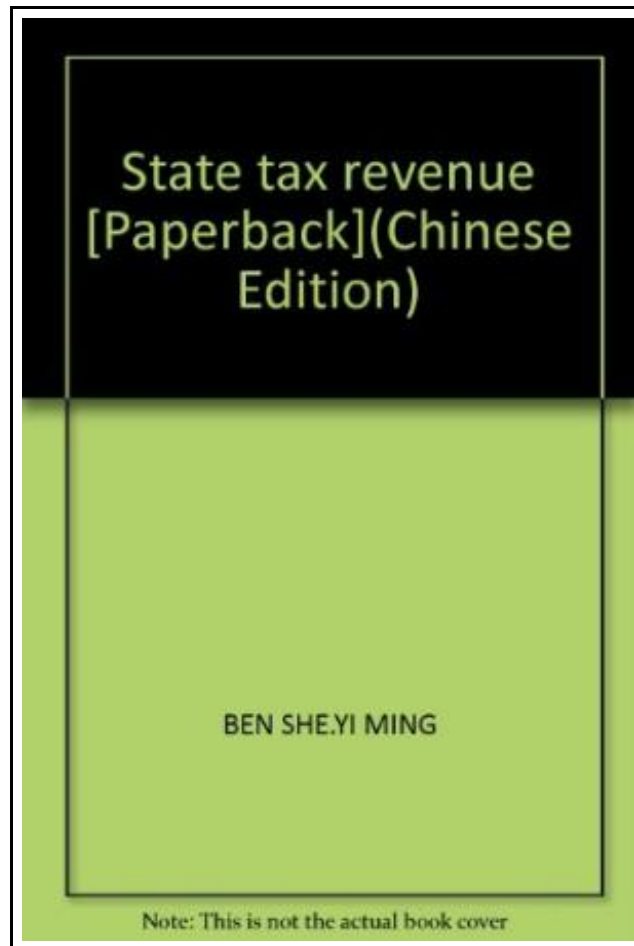 State tax revenue
[Paperback](Chinese
Edition)
BEN SHE.YI MING
Note: This is not the actual book cover